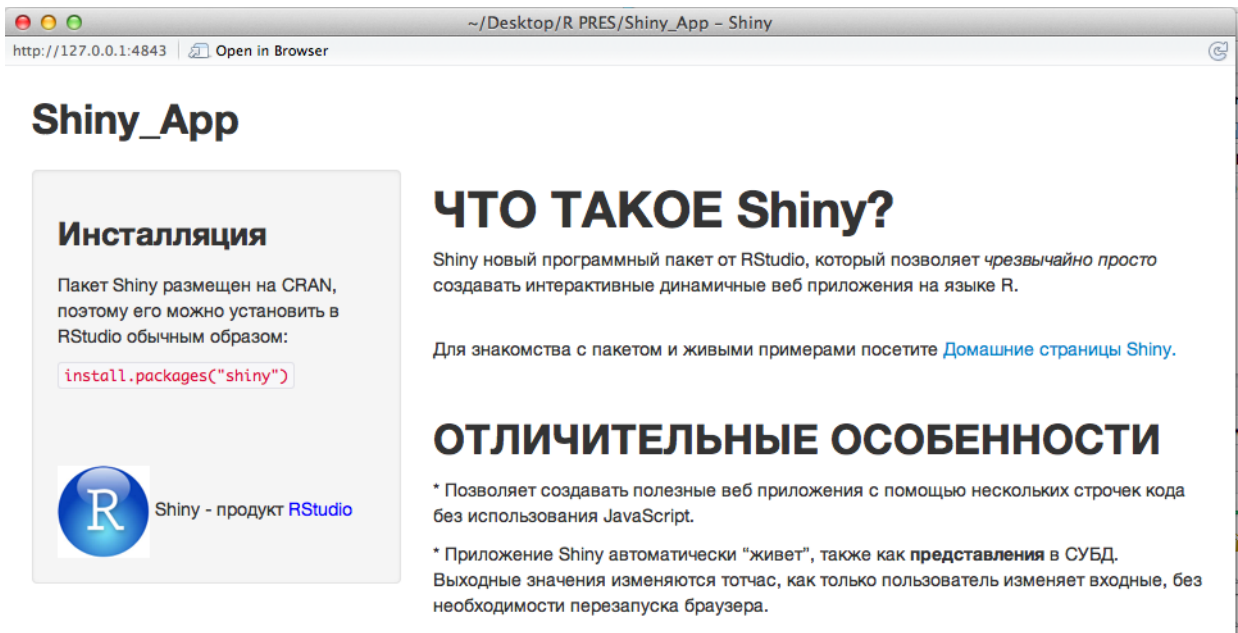 ~/Desktop/R PRES/Shiny_App – Shiny
http://127.0.0.1:4843 Open in Browser
Shiny_App
Инсталляция
Пакет Shiny размещен на CRAN,
поэтому его можно установить в
RStudio обычным образом:
install.packages("shiny")
R
Shiny - продукт RStudio
ЧТО ТАКОЕ Shiny?
Shiny новый программный пакет от RStudio, который позволяет чрезвычайно просто
создавать интерактивные динамичные веб приложения на языке R.
Для знакомства с пакетом и живыми примерами посетите Домашние страницы Shiny.
ОТЛИЧИТЕЛЬНЫЕ ОСОБЕННОСТИ
* Позволяет создавать полезные веб приложения с помощью нескольких строчек кода
без использования JavaScript.
* Приложение Shiny автоматически “живет”, также как представления в СУБД.
Выходные значения изменяются тотчас, как только пользователь изменяет входные, без
необходимости перезапуска браузера.